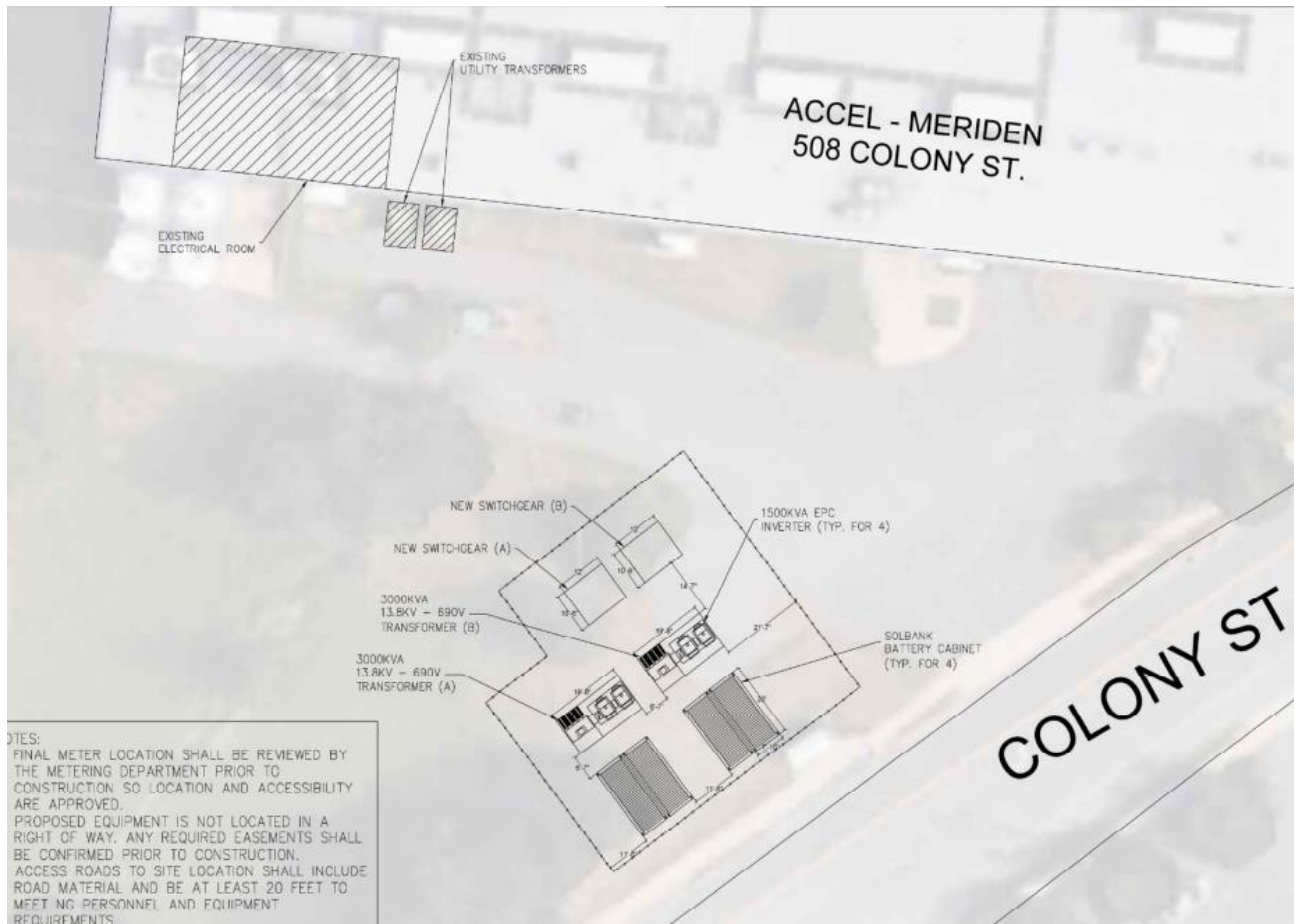 EXISTING
UTILITY TRANSFORMERS
ACCEL - MERIDEN
508 COLONY ST.
EXISTING
ELECTRICAL ROOM
NEW SWITCHGEAR (B)
1500KVA EPC
INVERTER (TYP. FOR 4)
NEW SWITCHGEAR (A)
12'
12'
3000KVA
13.8KV - 690V
TRANSFORMER (B)
21'-7"
SOLBANK
BATTERY CABINET
(TYP. FOR 4)
3000KVA
13.8KV - 690V
TRANSFORMER (A)
COLONY ST
OTES:
FINAL METER LOCATION SHALL BE REVIEWED BY
THE METERING DEPARTMENT PRIOR TO
CONSTRUCTION SO LOCATION AND ACCESSIBILITY
ARE APPROVED.
PROPOSED EQUIPMENT IS NOT LOCATED IN A
RIGHT OF WAY. ANY REQUIRED EASEMENTS SHALL
BE CONFIRMED PRIOR TO CONSTRUCTION.
ACCESS ROADS TO SITE LOCATION SHALL INCLUDE
ROAD MATERIAL AND BE AT LEAST 20 FEET TO
MEET NG PERSONNEL AND EQUIPMENT
REQUIREMENTS